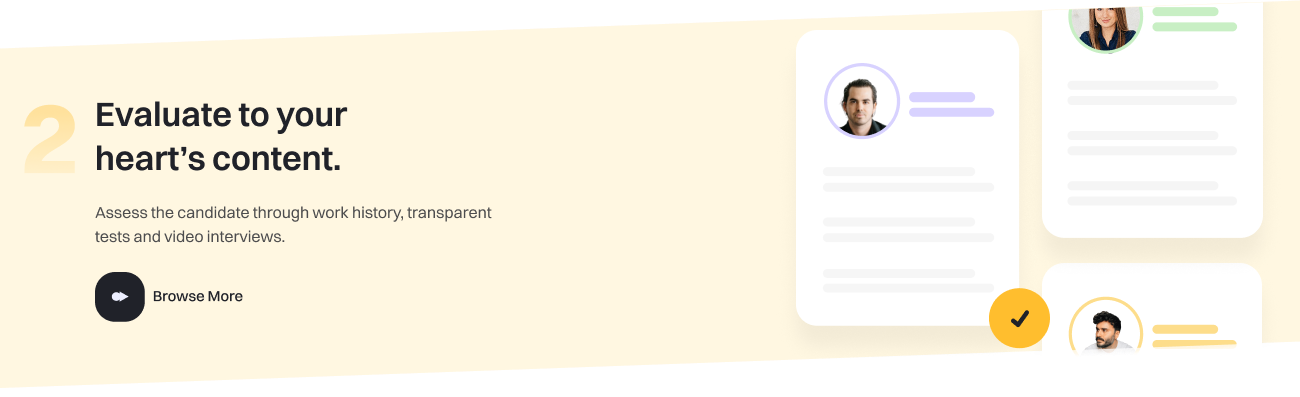 2
Evaluate to your
heart’s content.
Assess the candidate through work history, transparent
tests and video interviews.
Browse More